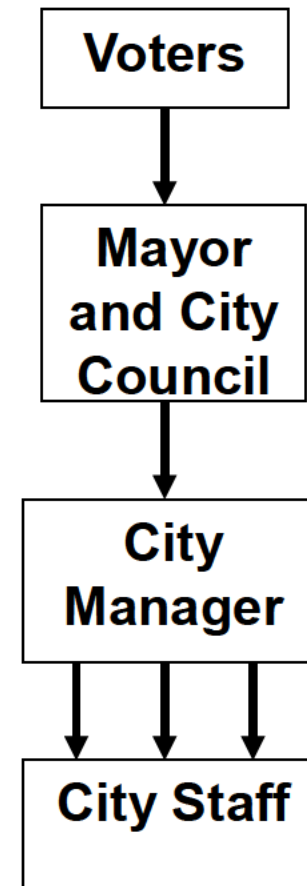 Voters
Mayor
and City
Council
City
Manager
City Staff